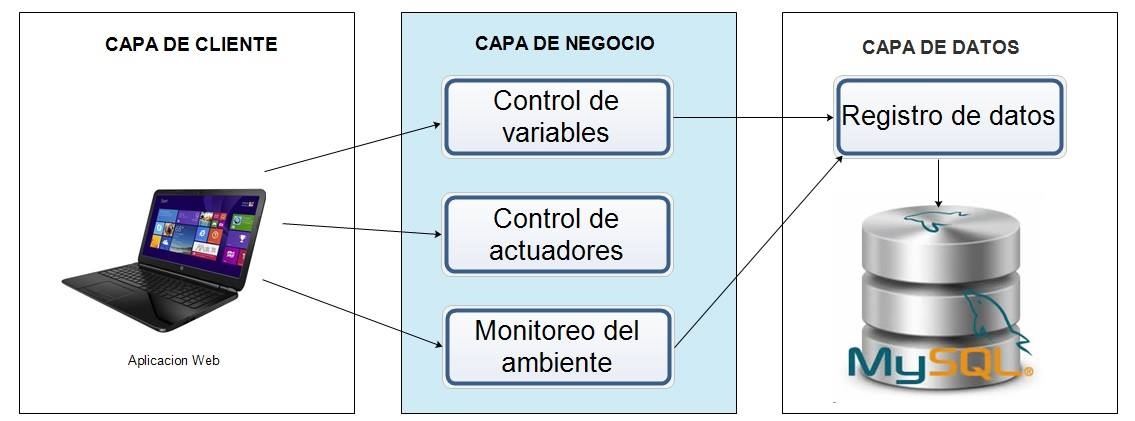 CAPA DE CLIENTE
Aplicacion Web
CAPA DE NEGOCIO
Control de
variables
Control de
actuadores
Monitoreo del
ambiente
CAPA DE DATOS
Registro de datos
MySQL®